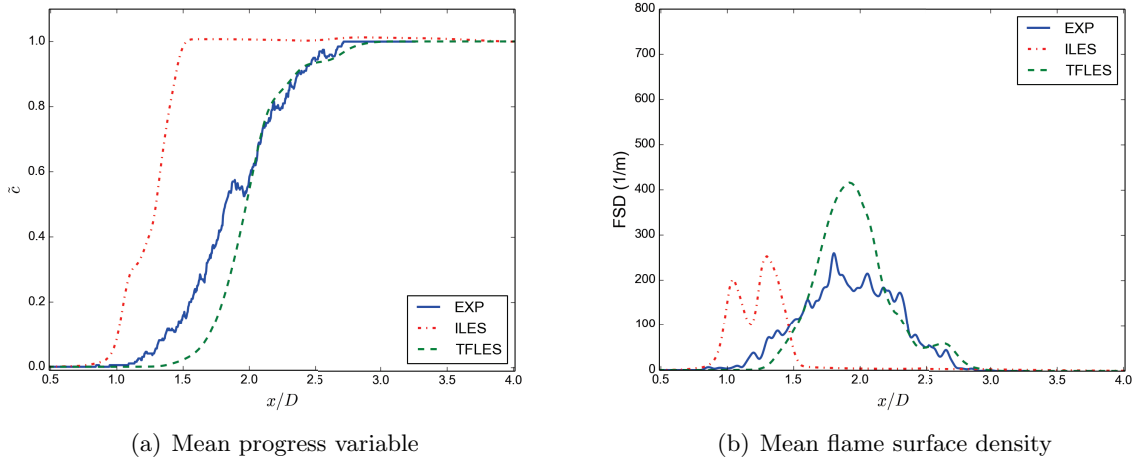 1.0
0.8
0.6
0.4
0.2
0.0
c̃
EXP
ILES
TFLES
0.5 1.0 1.5 2.0 2.5 3.0 3.5 4.0
x/D
(a) Mean progress variable
800
700
600
500
400
300
200
100
0
FSD (1/m)
EXP
ILES
TFLES
0.5 1.0 1.5 2.0 2.5 3.0 3.5 4.0
x/D
(b) Mean flame surface density